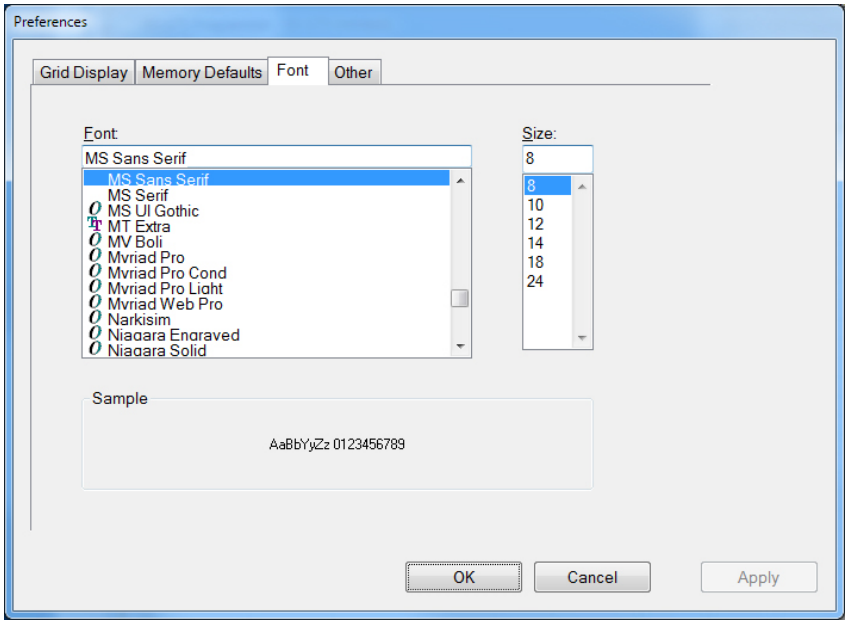 Preferences
Grid Display Memory Defaults Font Other
Font: Size:
MS Sans Serif 8
MS Sans Serif 8
MS Serif 10
MS UI Gothic 12
MT Extra 14
MV Boli 18
Myriad Pro 24
Myriad Pro Cond
Myriad Pro Light
Myriad Web Pro
Narkisim
Niagara Engraved
Niagara Solid
Sample
AaBbYyZz 0123456789
OK Cancel Apply